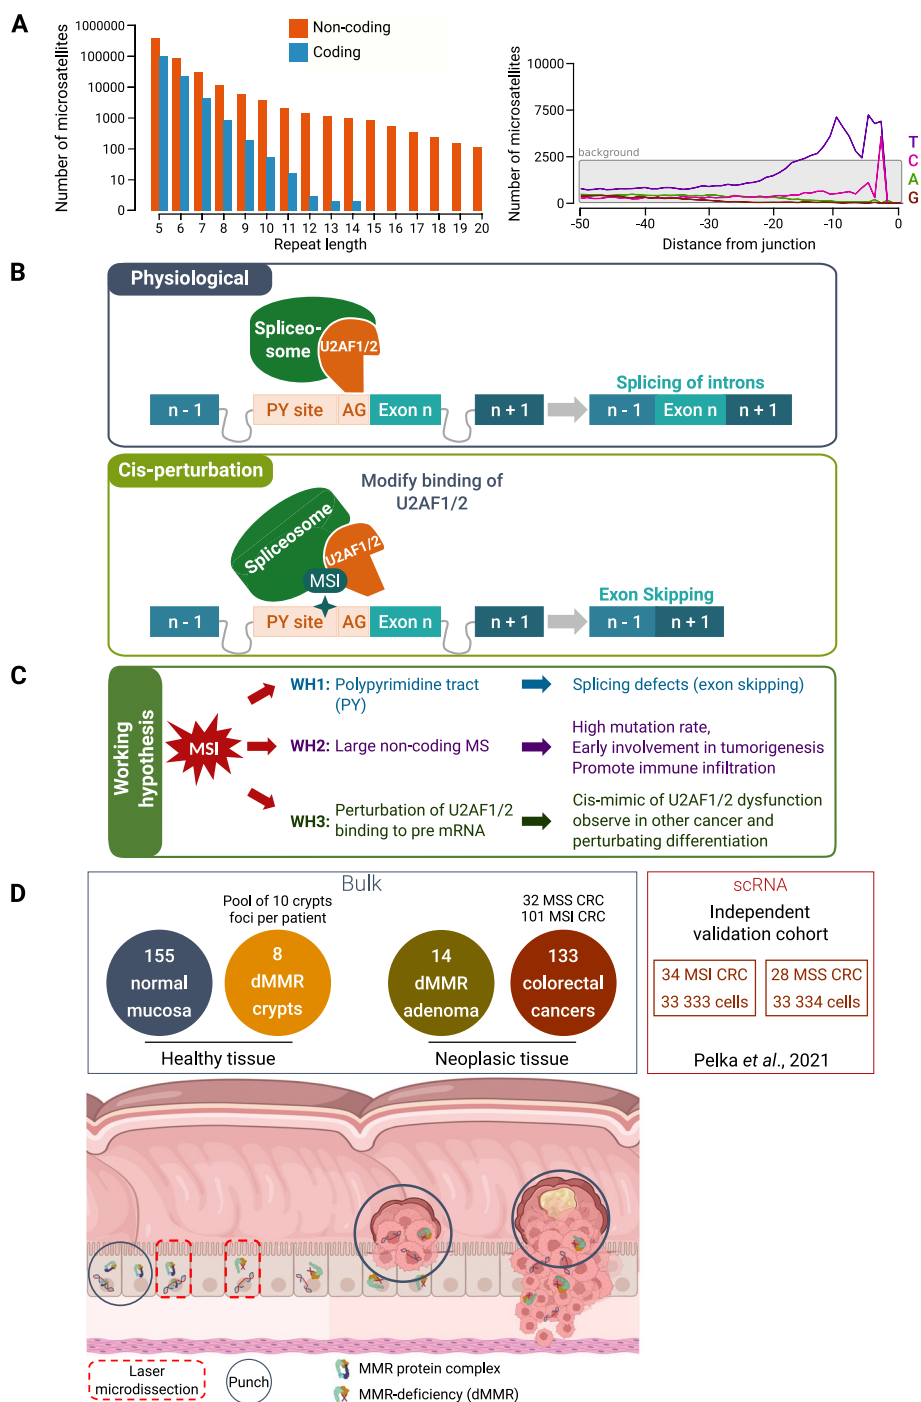 A
Number of microsatellites
1000000
100000
10000
1000
100
10
0
Non-coding
Coding
5 6 7 8 9 10 11 12 13 14 15 16 17 18 19 20
Repeat length
Number of microsatellites
10000
7500
2500
2500
0
background
T
C
A
G
-50 -40 -30 -20 -10 0
Distance from junction
B
Physiological
Spliceo-
some
U2AF1/2
n - 1
PY site
AG
Exon n
n + 1
Splicing of introns
n - 1
Exon n
n + 1
Cis-perturbation
Modify binding of
U2AF1/2
Spliceosome
U2AF1/2
MSI
n - 1
PY site
AG
Exon n
n + 1
Exon Skipping
n - 1
n + 1
C
Working
hypothesis
MSI
WH1: Polypyrimidine tract
(PY)
Splicing defects (exon skipping)
WH2: Large non-coding MS
High mutation rate,
Early involvement in tumorigenesis
Promote immune infiltration
WH3: Perturbation of U2AF1/2
binding to pre mRNA
Cis-mimic of U2AF1/2 dysfunction
observe in other cancer and
perturbating differentiation
D
Bulk
Pool of 10 crypts
foci per patient
32 MSS CRC
101 MSI CRC
155
normal
mucosa
8
dMMR
crypts
14
dMMR
adenoma
133
colorectal
cancers
Healthy tissue
Neoplasic tissue
scRNA
Independent
validation cohort
34 MSI CRC
33 333 cells
28 MSS CRC
33 334 cells
Pelka et al., 2021
Laser
microdissection
Punch
MMR protein complex
MMR-deficiency (dMMR)